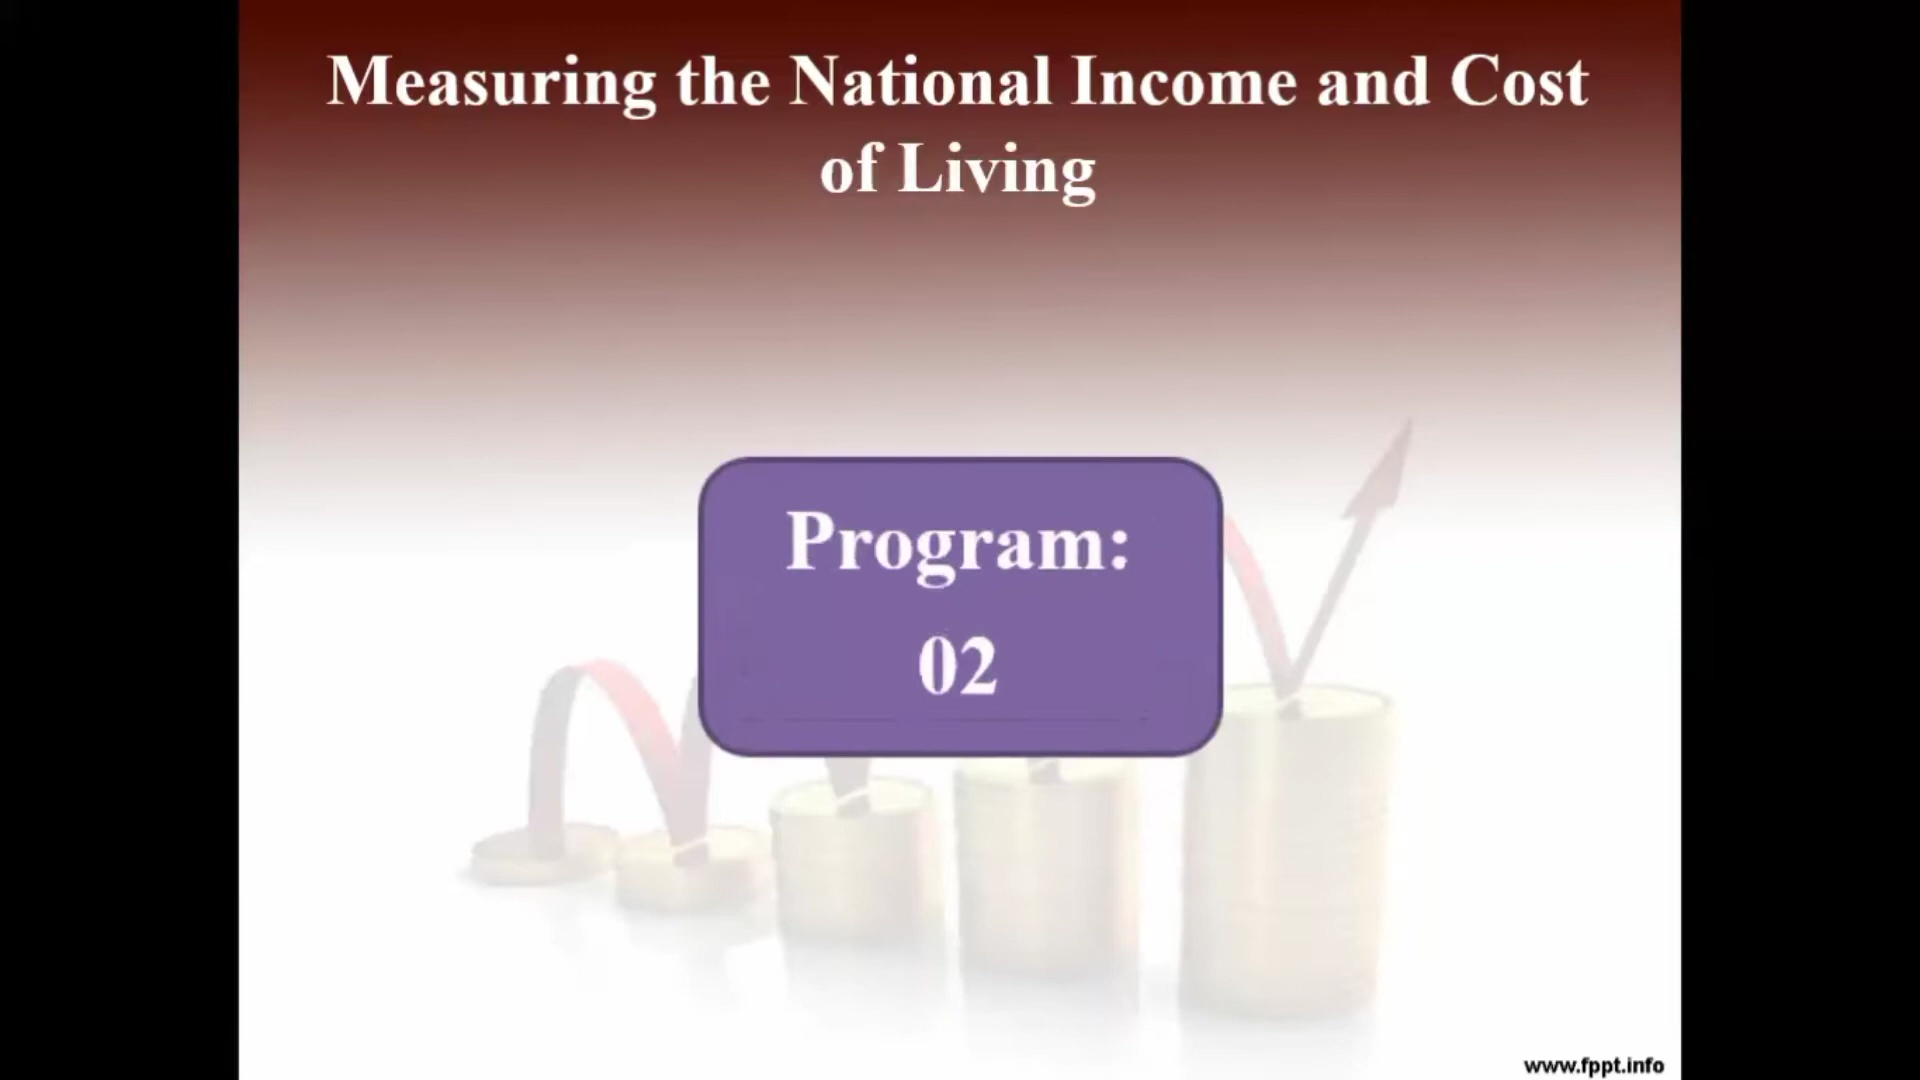 Measuring the National Income and Cost
of Living
Program:
02
www.fppt.info